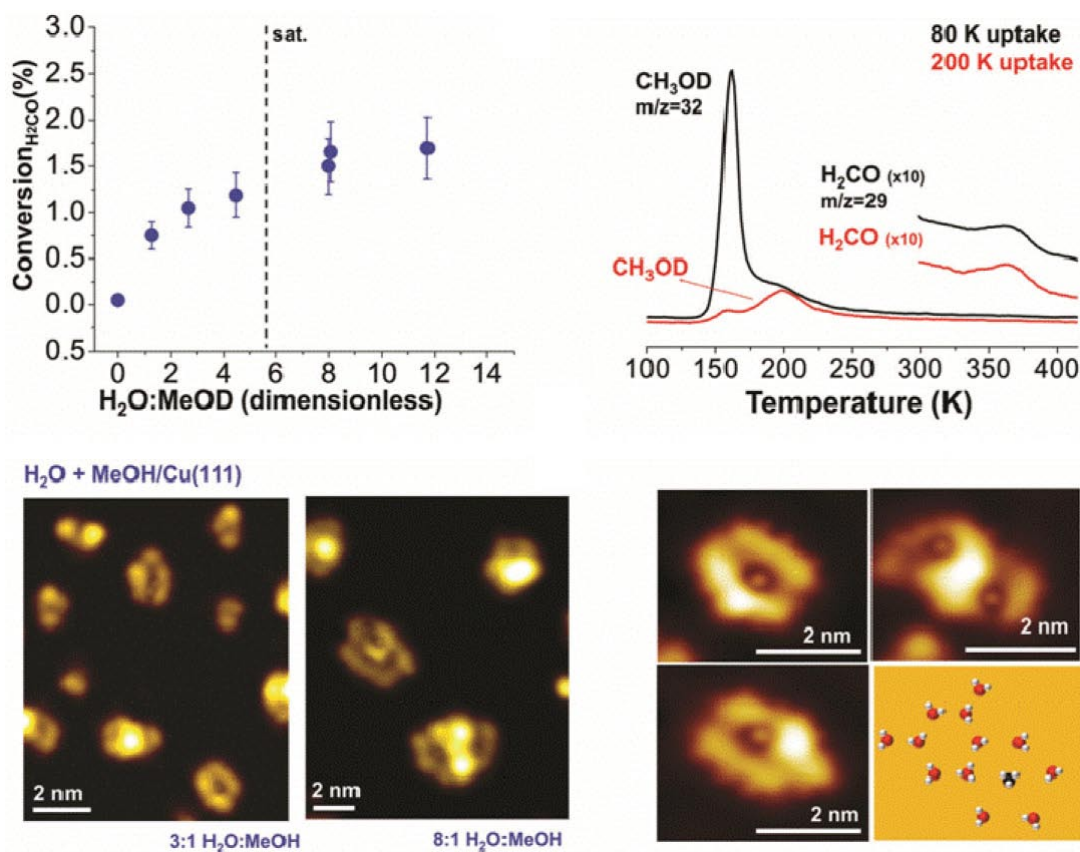 3.0
2.5
2.0
1.5
1.0
0.5
0.0
0.5
Conversion H2CO (%)
sat.
0 2 4 6 8 10 12 14
H2O:MeOD (dimensionless)
80 K uptake
200 K uptake
CH3OD
m/z=32
H2CO (x10)
m/z=29
H2CO (x10)
CH3OD
100 150 200 250 300 350 400
Temperature (K)
H2O + MeOH/Cu(111)
2 nm
3:1 H2O:MeOH
2 nm
8:1 H2O:MeOH
2 nm
2 nm
2 nm